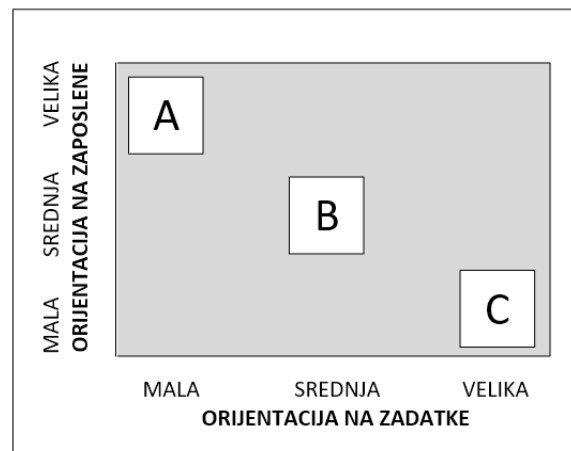 MALA SREDNJA VELIKA
ORIJENTACIJA NA ZAPOSLENE
A
B
C
MALA SREDNJA VELIKA
ORIJENTACIJA NA ZADATKE